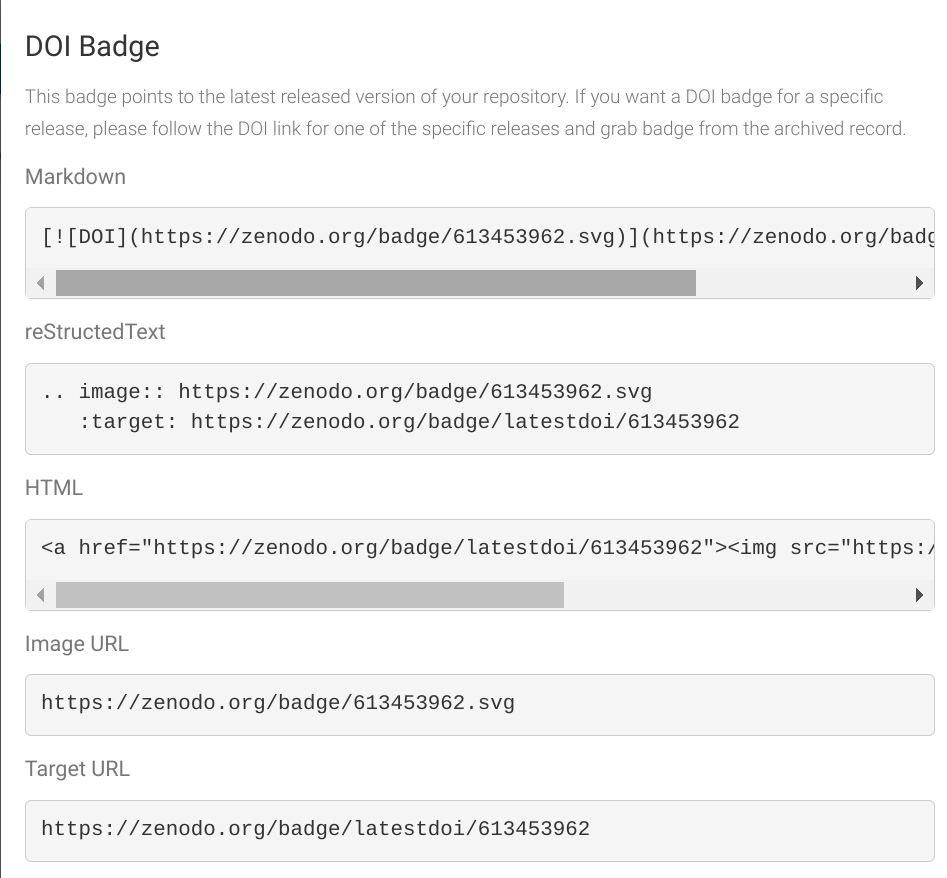 DOI Badge
This badge points to the latest released version of your repository. If you want a DOI badge for a specific
release, please follow the DOI link for one of the specific releases and grab badge from the archived record.
Markdown
[![DOI](https://zenodo.org/badge/613453962.svg)](https://zenodo.org/badg
reStructedText
.. image:: https://zenodo.org/badge/613453962.svg
   :target: https://zenodo.org/badge/latestdoi/613453962
HTML
<a href="https://zenodo.org/badge/latestdoi/613453962"><img src="https:/
Image URL
https://zenodo.org/badge/613453962.svg
Target URL
https://zenodo.org/badge/latestdoi/613453962